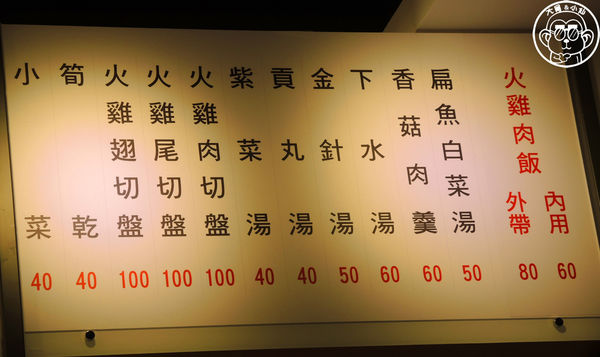 火雞肉飯
內用 60
外帶 80
扁魚白菜湯 50
香菇肉羹 60
下水湯 60
金針湯 50
貢丸湯 40
紫菜湯 40
火雞肉切盤 100
火雞尾切盤 100
火雞翅切盤 100
筍乾 40
小菜 40